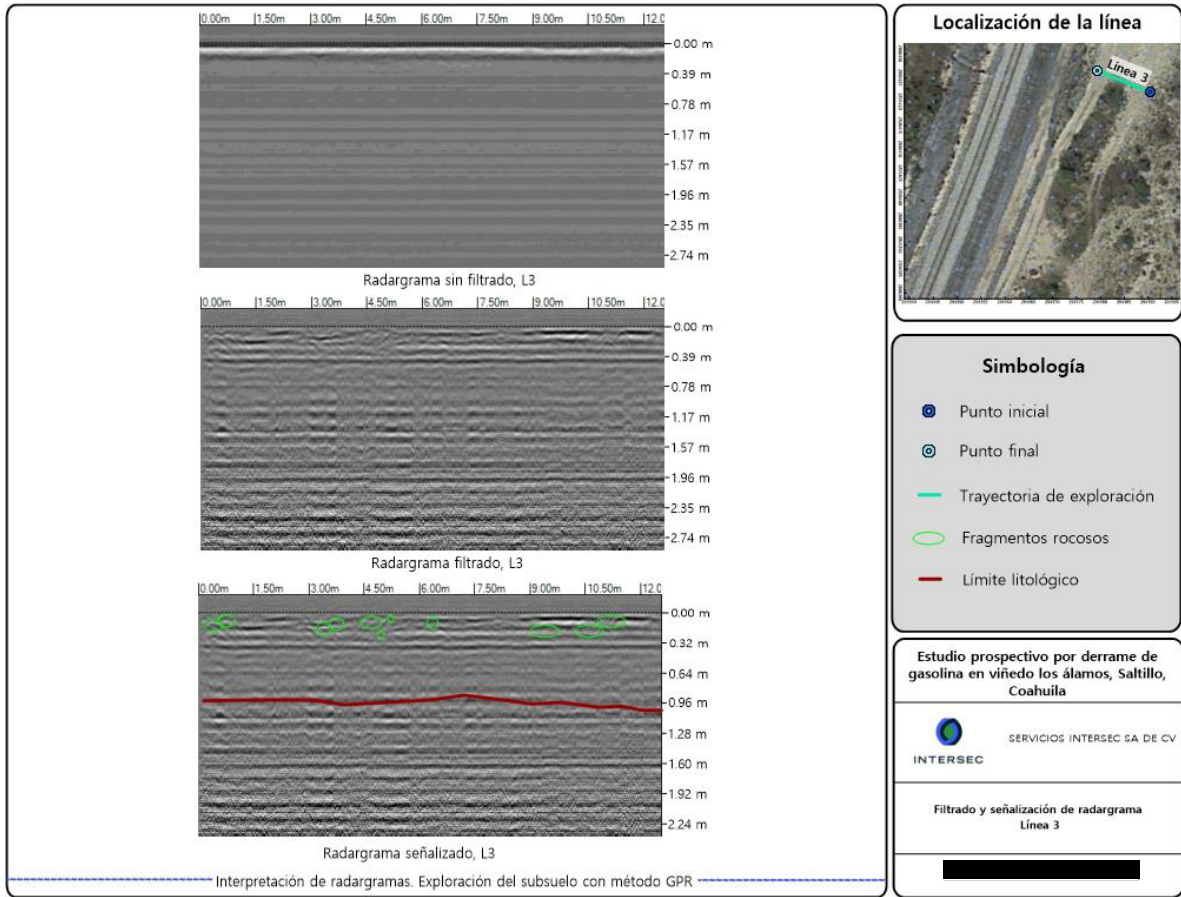 0.00m 1.50m 3.00m 4.50m 6.00m 7.50m 9.00m 10.50m 12.0
0.00 m
0.39 m
0.78 m
1.17 m
1.57 m
1.96 m
2.35 m
2.74 m
Radargrama sin filtrado, L3
0.00m 1.50m 3.00m 4.50m 6.00m 7.50m 9.00m 10.50m 12.0
0.00 m
0.39 m
0.78 m
1.17 m
1.57 m
1.96 m
2.35 m
2.74 m
Radargrama filtrado, L3
0.00m 1.50m 3.00m 4.50m 6.00m 7.50m 9.00m 10.50m 12.0
0.00 m
0.32 m
0.64 m
0.96 m
1.28 m
1.60 m
1.92 m
2.24 m
Radargrama señalizado, L3
Interpretación de radargramas. Exploración del subsuelo con método GPR
Localización de la línea
Línea 3
Simbología
Punto inicial
Punto final
Trayectoria de exploración
Fragmentos rocosos
Límite litológico
Estudio prospectivo por derrame de
gasolina en viñedo los álamos, Saltillo,
Coahuila
INTERSEC
SERVICIOS INTERSEC SA DE CV
Filtrado y señalización de radargrama
Línea 3